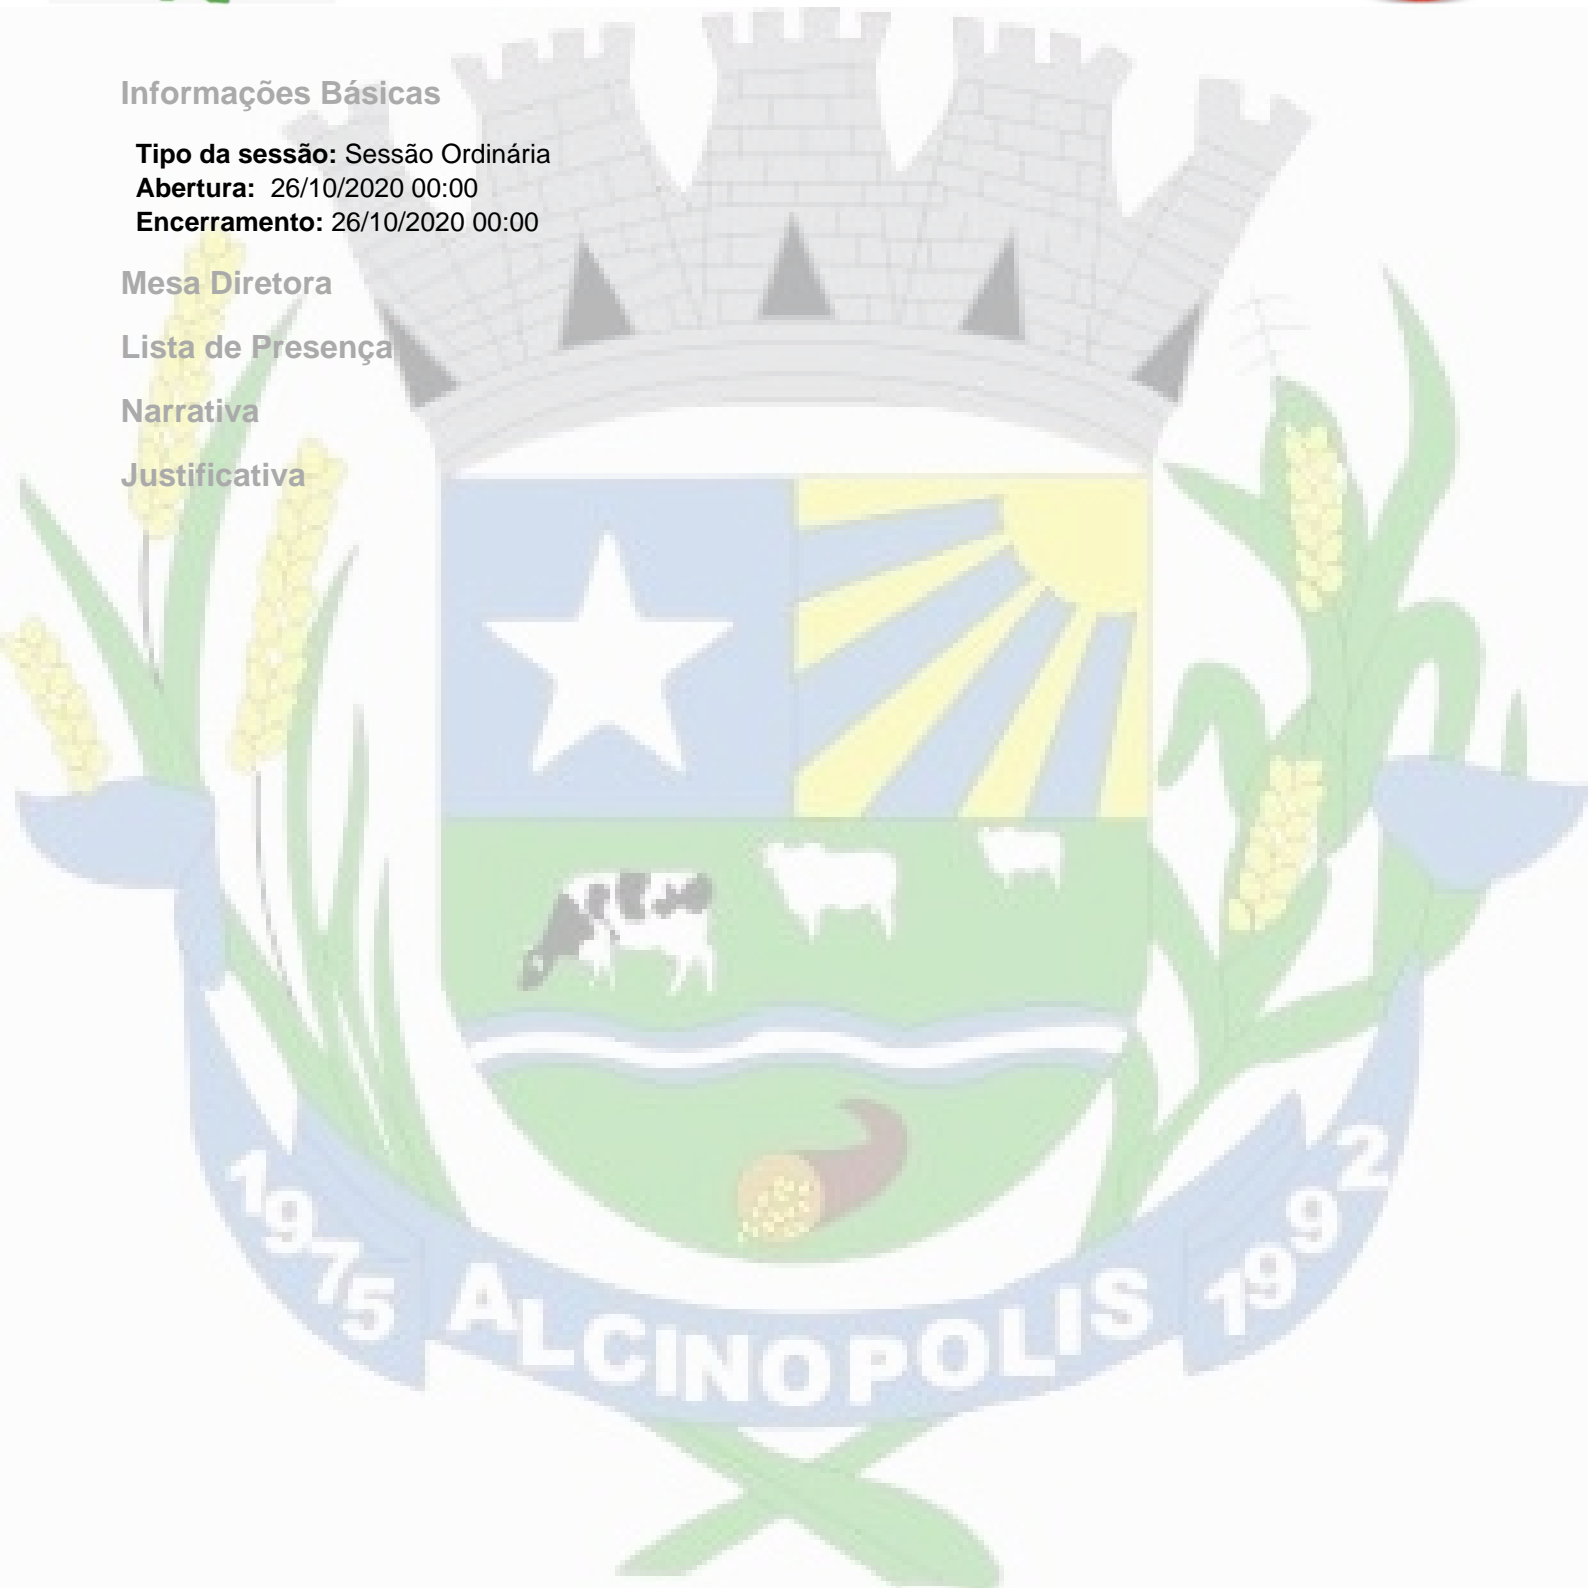 Informações Básicas
Tipo da sessão: Sessão Ordinária
Abertura: 26/10/2020 00:00
Encerramento: 26/10/2020 00:00
Mesa Diretora
Lista de Presença
Narrativa
Justificativa
1975 ALCINOPOLIS 1992